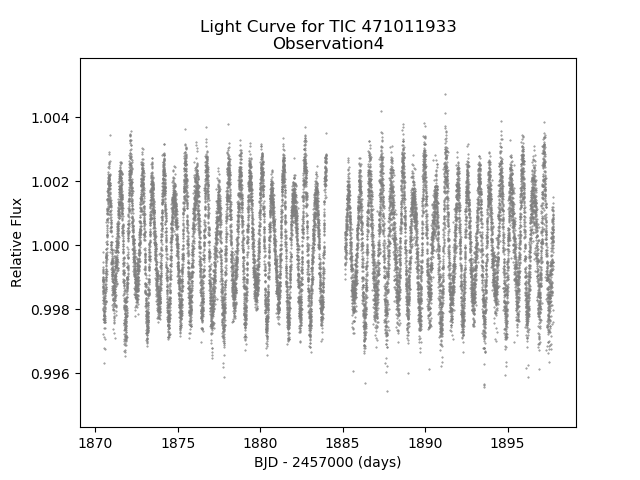 Light Curve for TIC 471011933
Observation4
Relative Flux
1.004
1.002
1.000
0.998
0.996
1870 1875 1880 1885 1890 1895
BJD - 2457000 (days)